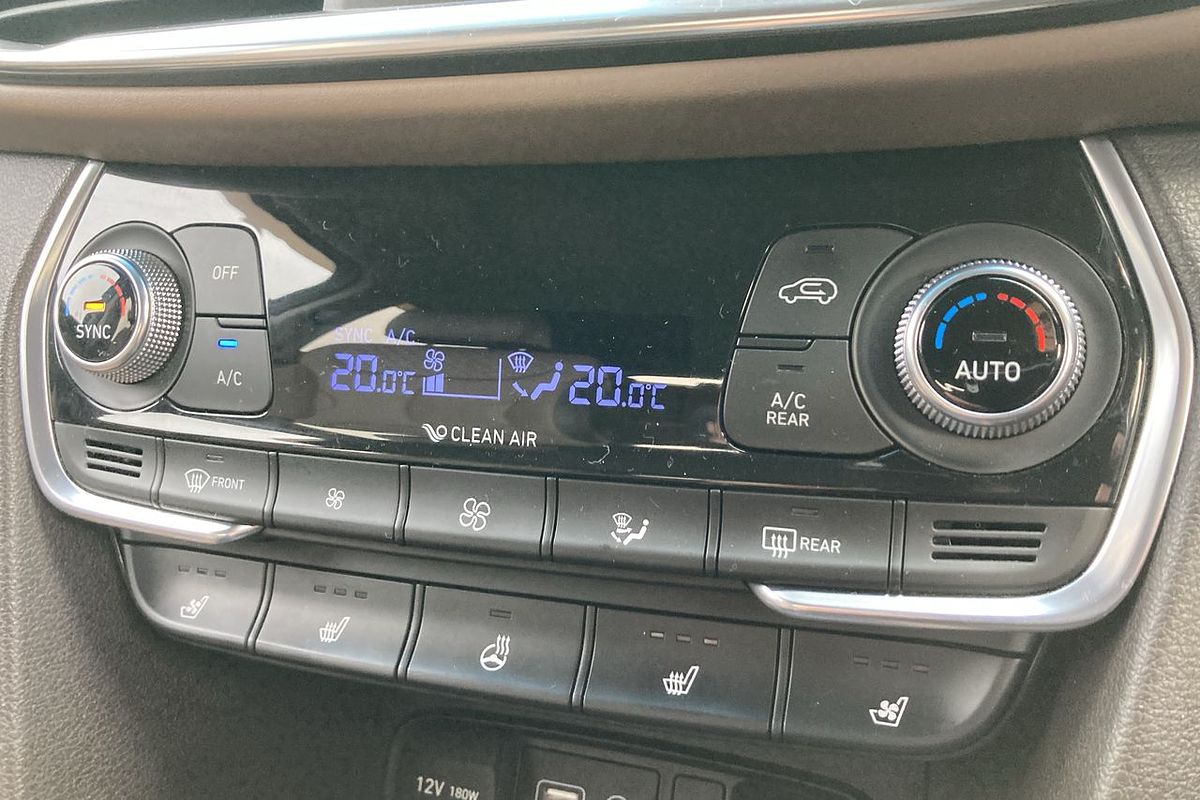 OFF
SYNC
A/C
SYNC A/C
20.0°C
20.0°C
CLEAN AIR
A/C
REAR
AUTO
FRONT
REAR
12V 180W